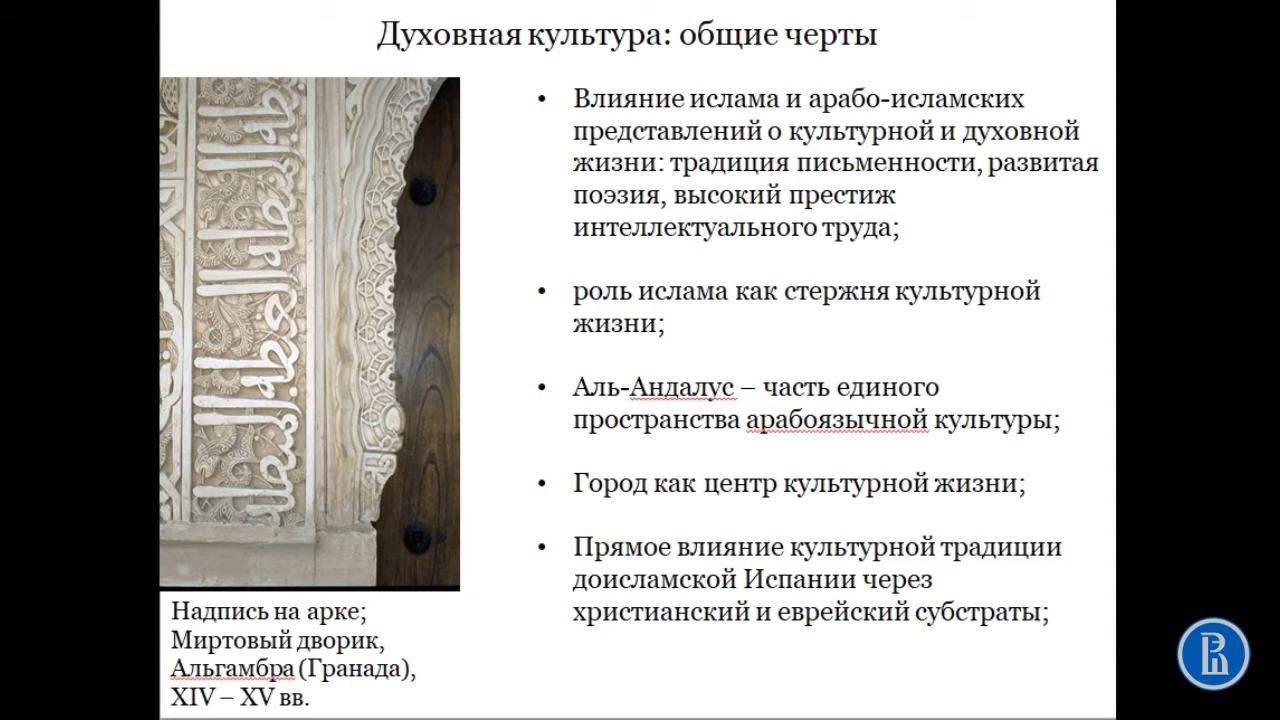 Духовная культура: общие черты
• Влияние ислама и арабо-исламских
представлений о культурной и духовной
жизни: традиция письменности, развитая
поэзия, высокий престиж
интеллектуального труда;
• роль ислама как стержня культурной
жизни;
• Аль-Андалус – часть единого
пространства арабоязычной культуры;
• Город как центр культурной жизни;
• Прямое влияние культурной традиции
доисламской Испании через
христианский и еврейский субстраты;
Надпись на арке;
Миртовый дворик,
Альгамбра (Гранада),
XIV – XV вв.